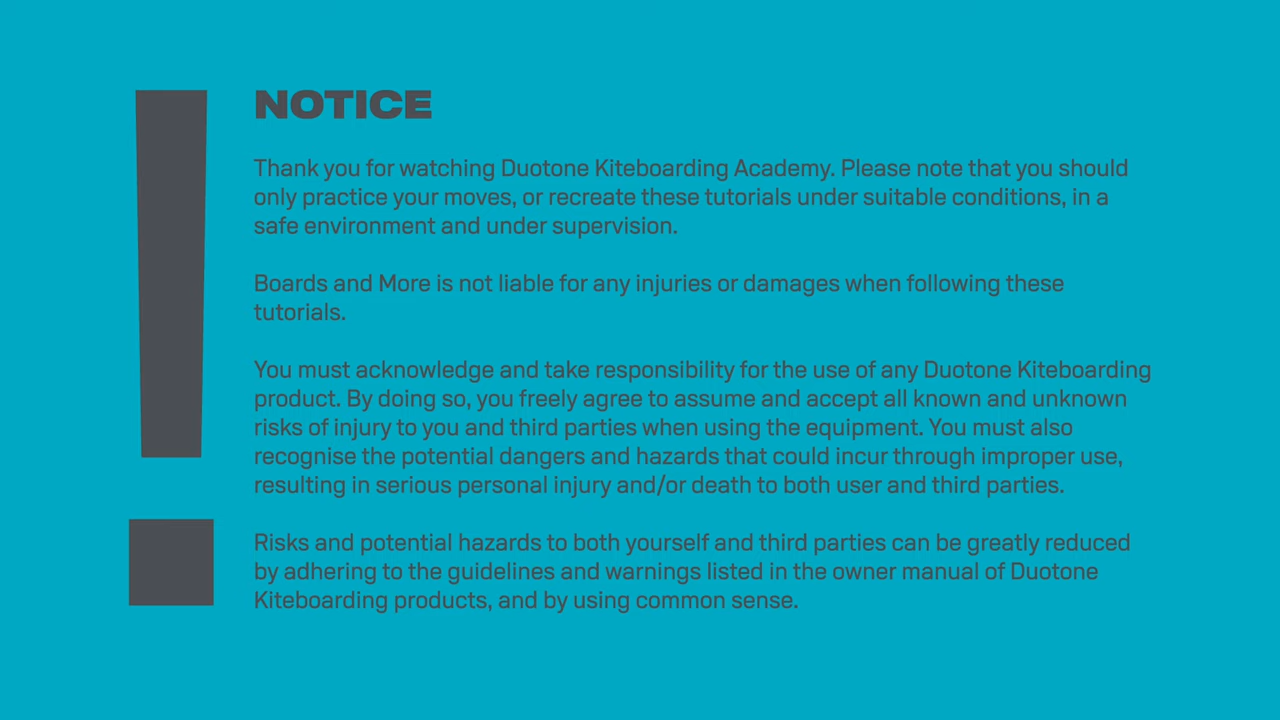 NOTICE
Thank you for watching Duotone Kiteboarding Academy. Please note that you should
only practice your moves, or recreate these tutorials under suitable conditions, in a
safe environment and under supervision.
Boards and More is not liable for any injuries or damages when following these
tutorials.
You must acknowledge and take responsibility for the use of any Duotone Kiteboarding
product. By doing so, you freely agree to assume and accept all known and unknown
risks of injury to you and third parties when using the equipment. You must also
recognise the potential dangers and hazards that could incur through improper use,
resulting in serious personal injury and/or death to both user and third parties.
Risks and potential hazards to both yourself and third parties can be greatly reduced
by adhering to the guidelines and warnings listed in the owner manual of Duotone
Kiteboarding products, and by using common sense.